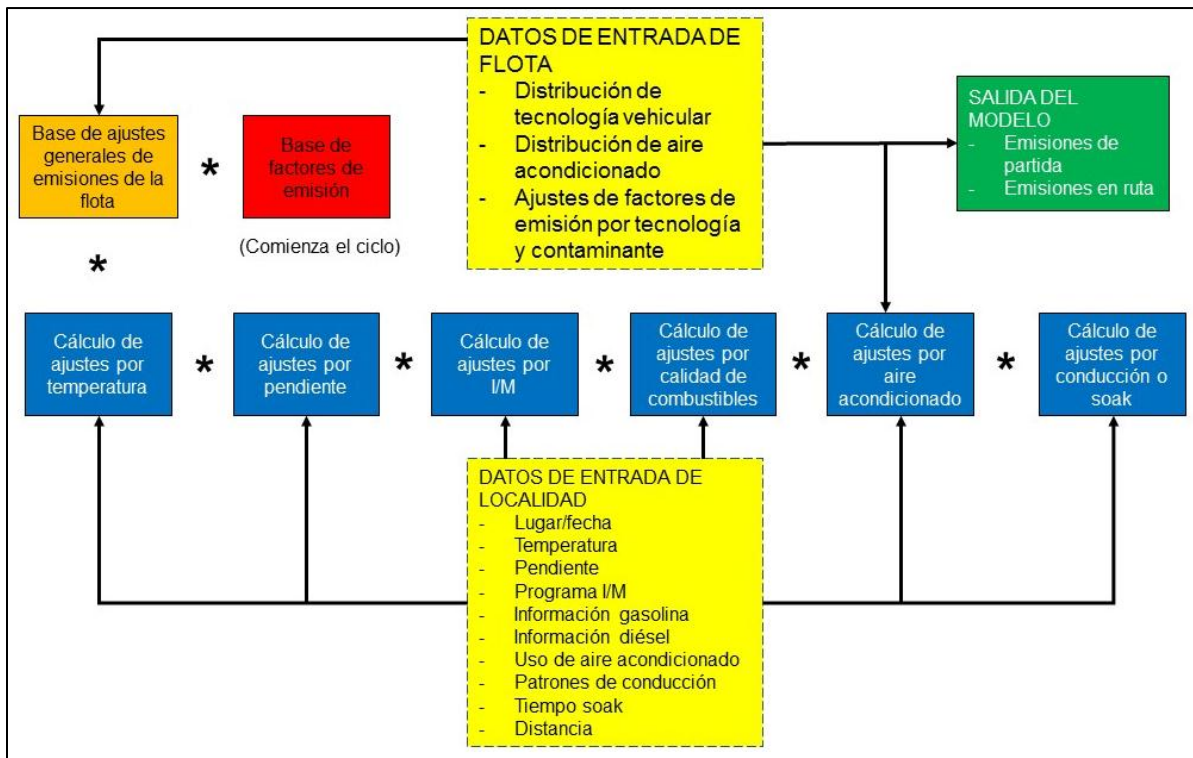 DATOS DE ENTRADA DE
FLOTA
- Distribución de
tecnología vehicular
- Distribución de aire
acondicionado
- Ajustes de factores de
emisión por tecnología
y contaminante
SALIDA DEL
MODELO
- Emisiones de
partida
- Emisiones en ruta
Base de ajustes
generales de
emisiones de la
flota
*
Base de
factores de
emisión
(Comienza el ciclo)
*
Cálculo de
ajustes por
temperatura
*
Cálculo de
ajustes por
pendiente
*
Cálculo de
ajustes por
I/M
*
Cálculo de
ajustes por
calidad de
combustibles
*
Cálculo de
ajustes por
aire
acondicionado
*
Cálculo de
ajustes por
conducción o
soak
DATOS DE ENTRADA DE
LOCALIDAD
- Lugar/fecha
- Temperatura
- Pendiente
- Programa I/M
- Información gasolina
- Información diésel
- Uso de aire acondicionado
- Patrones de conducción
- Tiempo soak
- Distancia